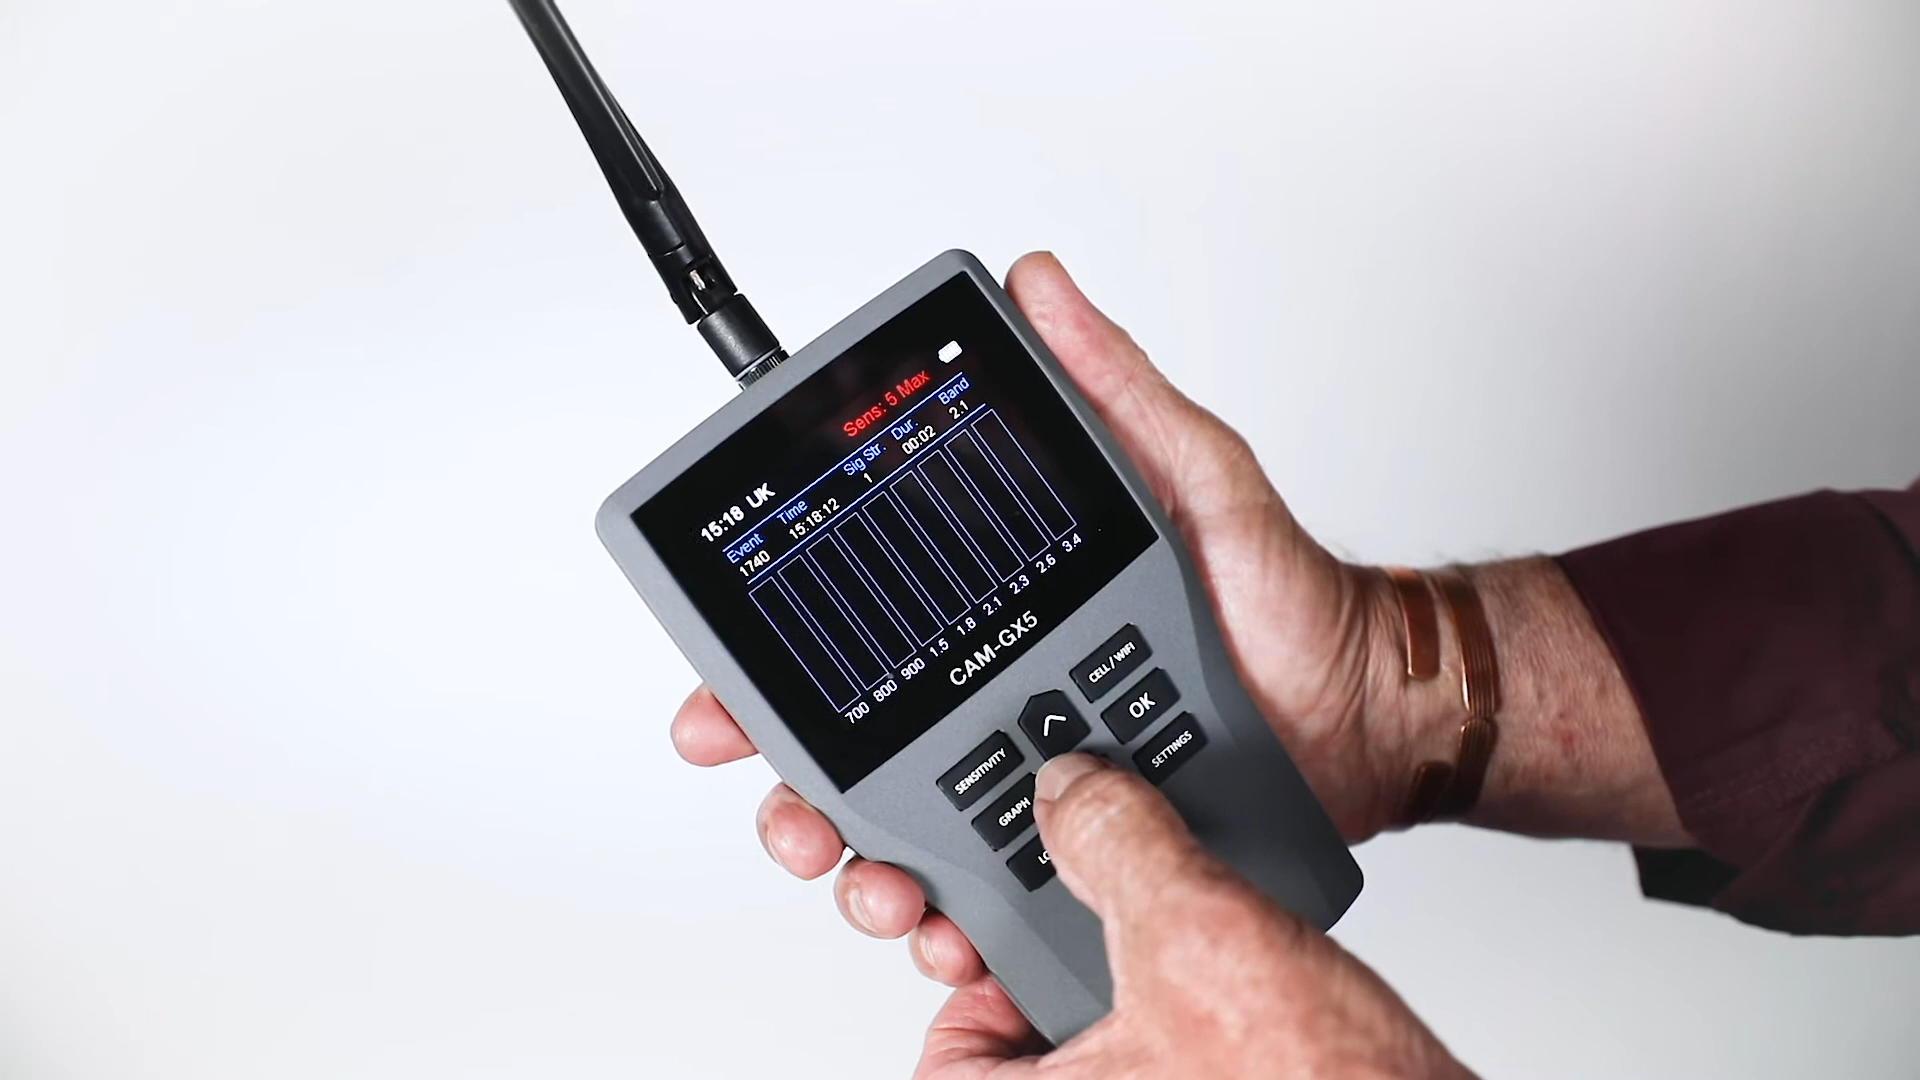 15:18 UK Sens: 5 Max
Event Time Sig Str. Dur. Band
1740 15:18:12 1 00:02 2.1
700 800 900 1.5 1.8 2.1 2.3 2.6 3.4
CAM-GX5
CELL / WIFI
OK
SETTINGS
SENSITIVITY
GRAPH